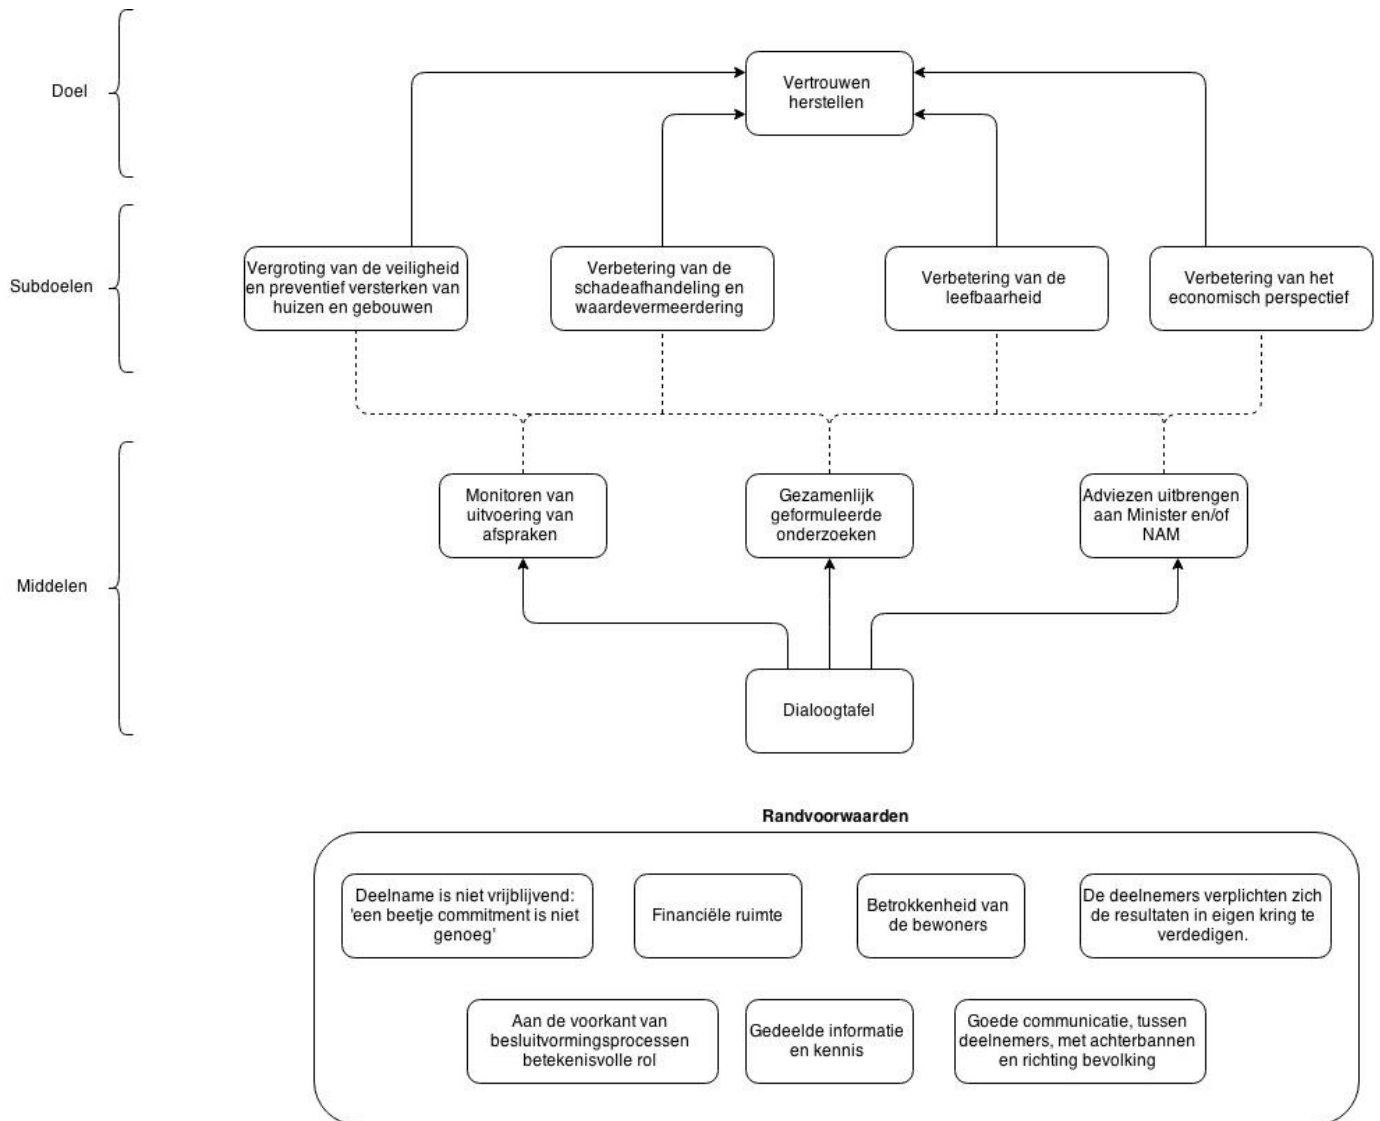 Doel
Vertrouwen
herstellen
Subdoelen
Vergroting van de veiligheid
en preventief versterken van
huizen en gebouwen
Verbetering van de
schadeafhandeling en
waardevermeerdering
Verbetering van de
leefbaarheid
Verbetering van het
economisch perspectief
Middelen
Monitoren van
uitvoering van
afspraken
Gezamenlijk
geformuleerde
onderzoeken
Adviezen uitbrengen
aan Minister en/of
NAM
Dialoogtafel
Randvoorwaarden
Deelname is niet vrijblijvend:
'een beetje commitment is niet
genoeg'
Financiële ruimte
Betrokkenheid van
de bewoners
De deelnemers verplichten zich
de resultaten in eigen kring te
verdedigen.
Aan de voorkant van
besluitvormingsprocessen
betekenisvolle rol
Gedeelde informatie
en kennis
Goede communicatie, tussen
deelnemers, met achterbannen
en richting bevolking